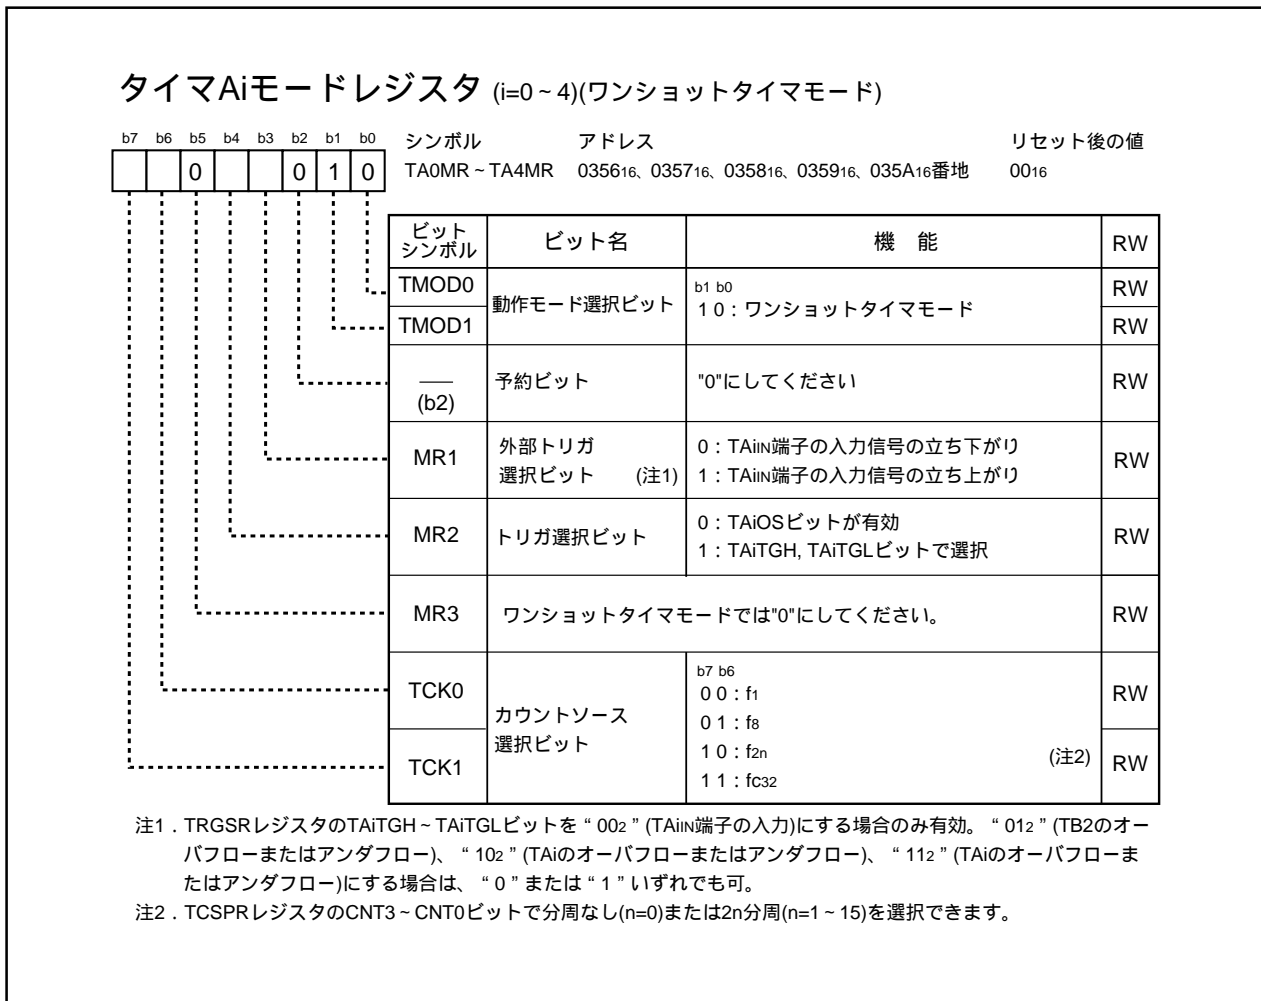 タイマAiモードレジスタ (i=0～4)(ワンショットタイマモード)
b7 b6 b5 b4 b3 b2 b1 b0
0 0 1 0
シンボル アドレス リセット後の値
TA0MR～TA4MR 035616、035716、035816、035916、035A16番地 0016
ビット
シンボル
ビット名 機 能 RW
TMOD0
TMOD1
動作モード選択ビット
b1 b0
1 0：ワンショットタイマモード
RW
RW
(b2)
予約ビット "0"にしてください RW
MR1
外部トリガ
選択ビット (注1)
0：TAiIN端子の入力信号の立ち下がり
1：TAiIN端子の入力信号の立ち上がり
RW
MR2 トリガ選択ビット
0：TAiOSビットが有効
1：TAiTGH, TAiTGLビットで選択
RW
MR3 ワンショットタイマモードでは"0"にしてください。 RW
TCK0
TCK1
カウントソース
選択ビット
b7 b6
0 0：f1
0 1：f8
1 0：f2n (注2)
1 1：fC32
RW
RW
注1．TRGSRレジスタのTAiTGH～TAiTGLビットを“002”(TAiIN端子の入力)にする場合のみ有効。“012”(TB2のオー
バフローまたはアンダフロー)、“102”(TAiのオーバフローまたはアンダフロー)、“112”(TAiのオーバフローま
たはアンダフロー)にする場合は、“0”または“1”いずれでも可。
注2．TCSPRレジスタのCNT3～CNT0ビットで分周なし(n=0)または2n分周(n=1～15)を選択できます。